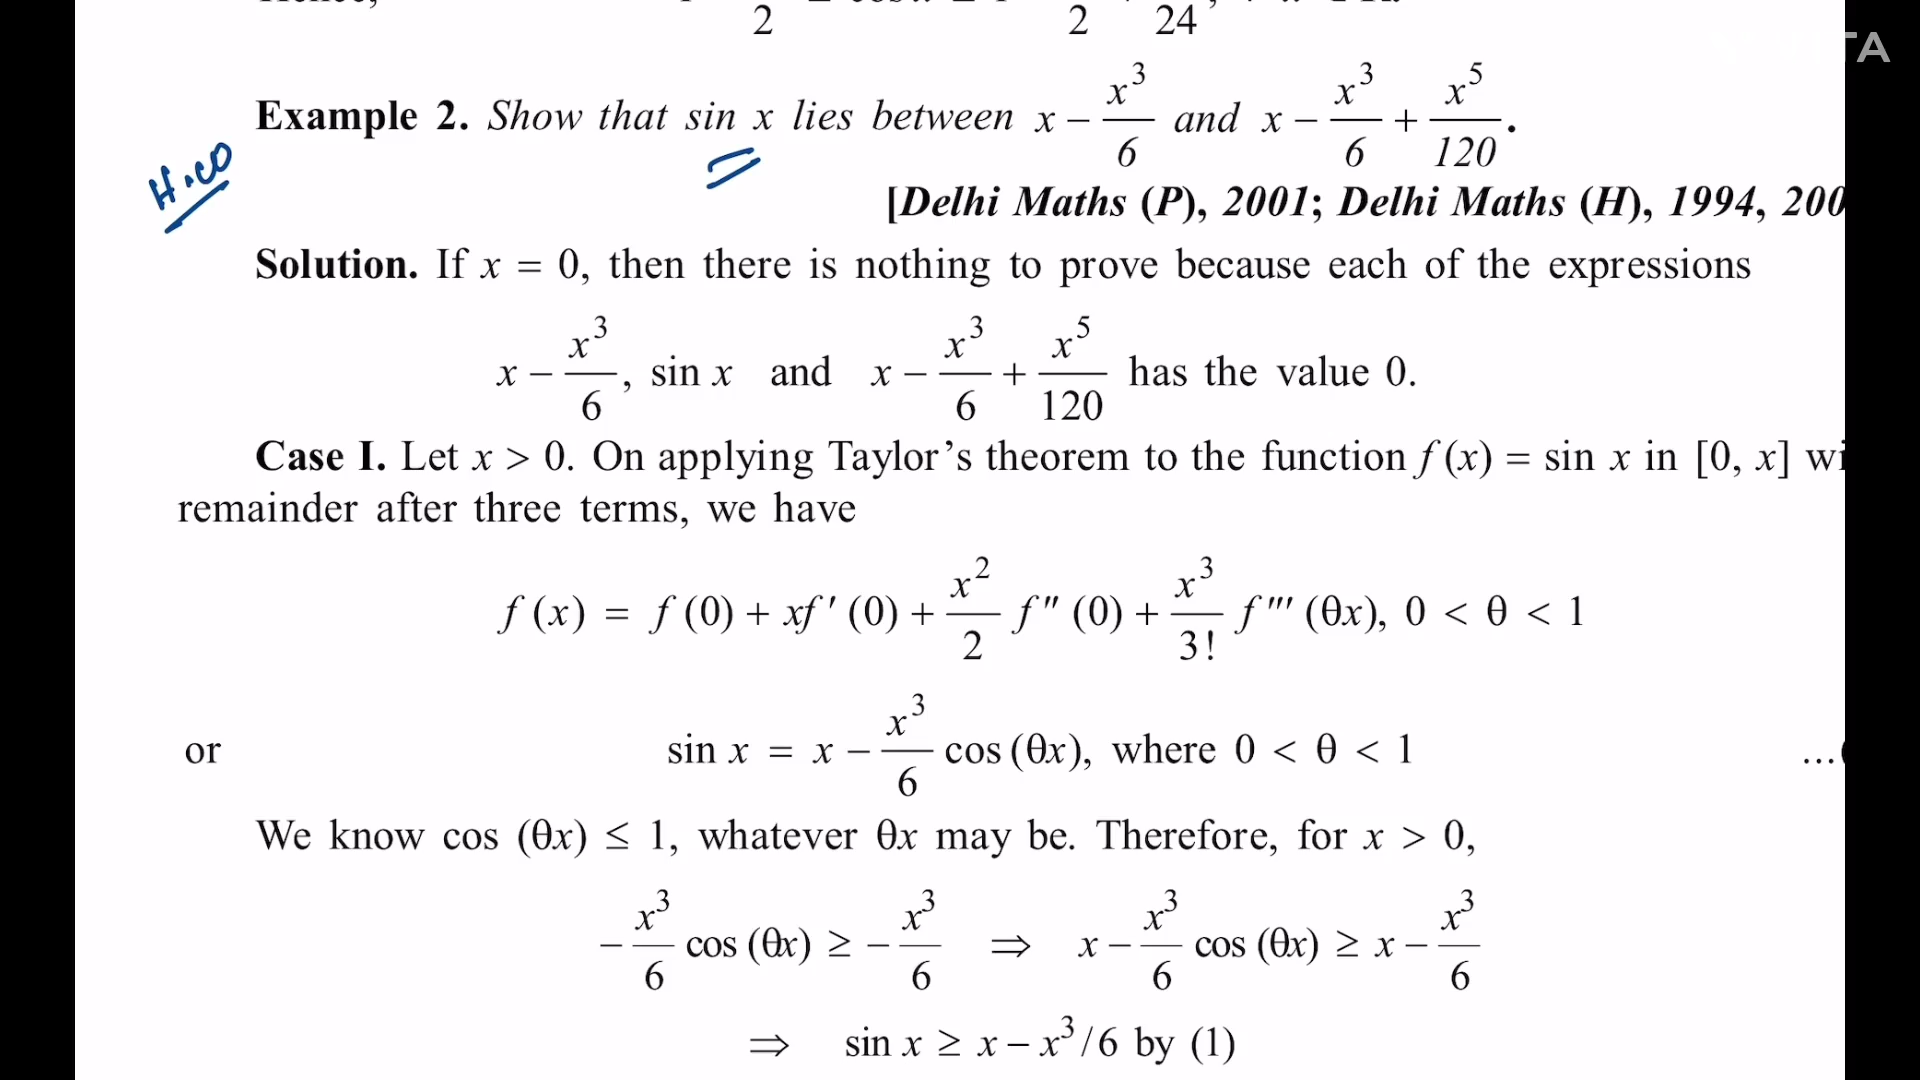 2 2 24
TA
Example 2. Show that sin x lies between x − x³/6 and x − x³/6 + x⁵/120.
H.W
[Delhi Maths (P), 2001; Delhi Maths (H), 1994, 200
Solution. If x = 0, then there is nothing to prove because each of the expressions
x − x³/6, sin x and x − x³/6 + x⁵/120 has the value 0.
Case I. Let x > 0. On applying Taylor's theorem to the function f (x) = sin x in [0, x] wi
remainder after three terms, we have
f (x) = f (0) + xf ′ (0) + x²/2 f ″ (0) + x³/3! f ‴ (θx), 0 < θ < 1
or sin x = x − x³/6 cos (θx), where 0 < θ < 1 ...(
We know cos (θx) ≤ 1, whatever θx may be. Therefore, for x > 0,
− x³/6 cos (θx) ≥ − x³/6 ⇒ x − x³/6 cos (θx) ≥ x − x³/6
⇒ sin x ≥ x − x³/6 by (1)